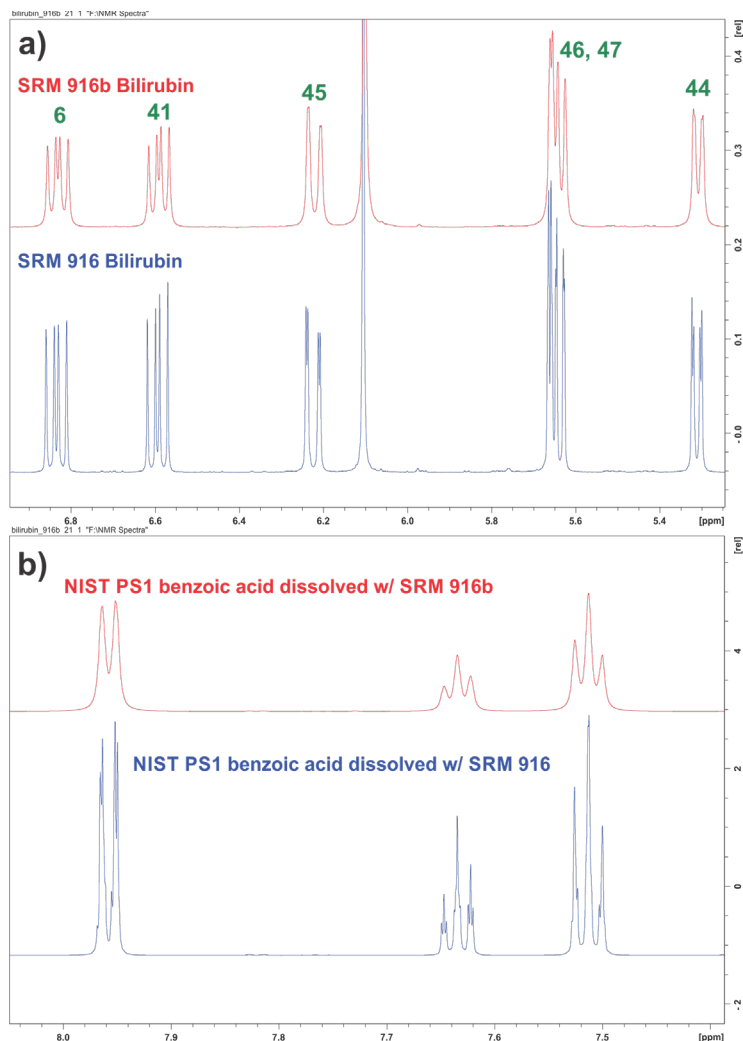 bilirubin_916b 21 1 "F:\NMR Spectra"
a)
[rel]
SRM 916b Bilirubin
6
41
45
46, 47
44
SRM 916 Bilirubin
0.4
0.3
0.2
0.1
- 0.0
6.8
6.6
6.4
6.2
6.0
5.8
5.6
5.4
[ppm]
bilirubin_916b 21 1 "F:\NMR Spectra"
b)
[rel]
NIST PS1 benzoic acid dissolved w/ SRM 916b
NIST PS1 benzoic acid dissolved w/ SRM 916
4
2
0
- 2
8.0
7.9
7.8
7.7
7.6
7.5
[ppm]